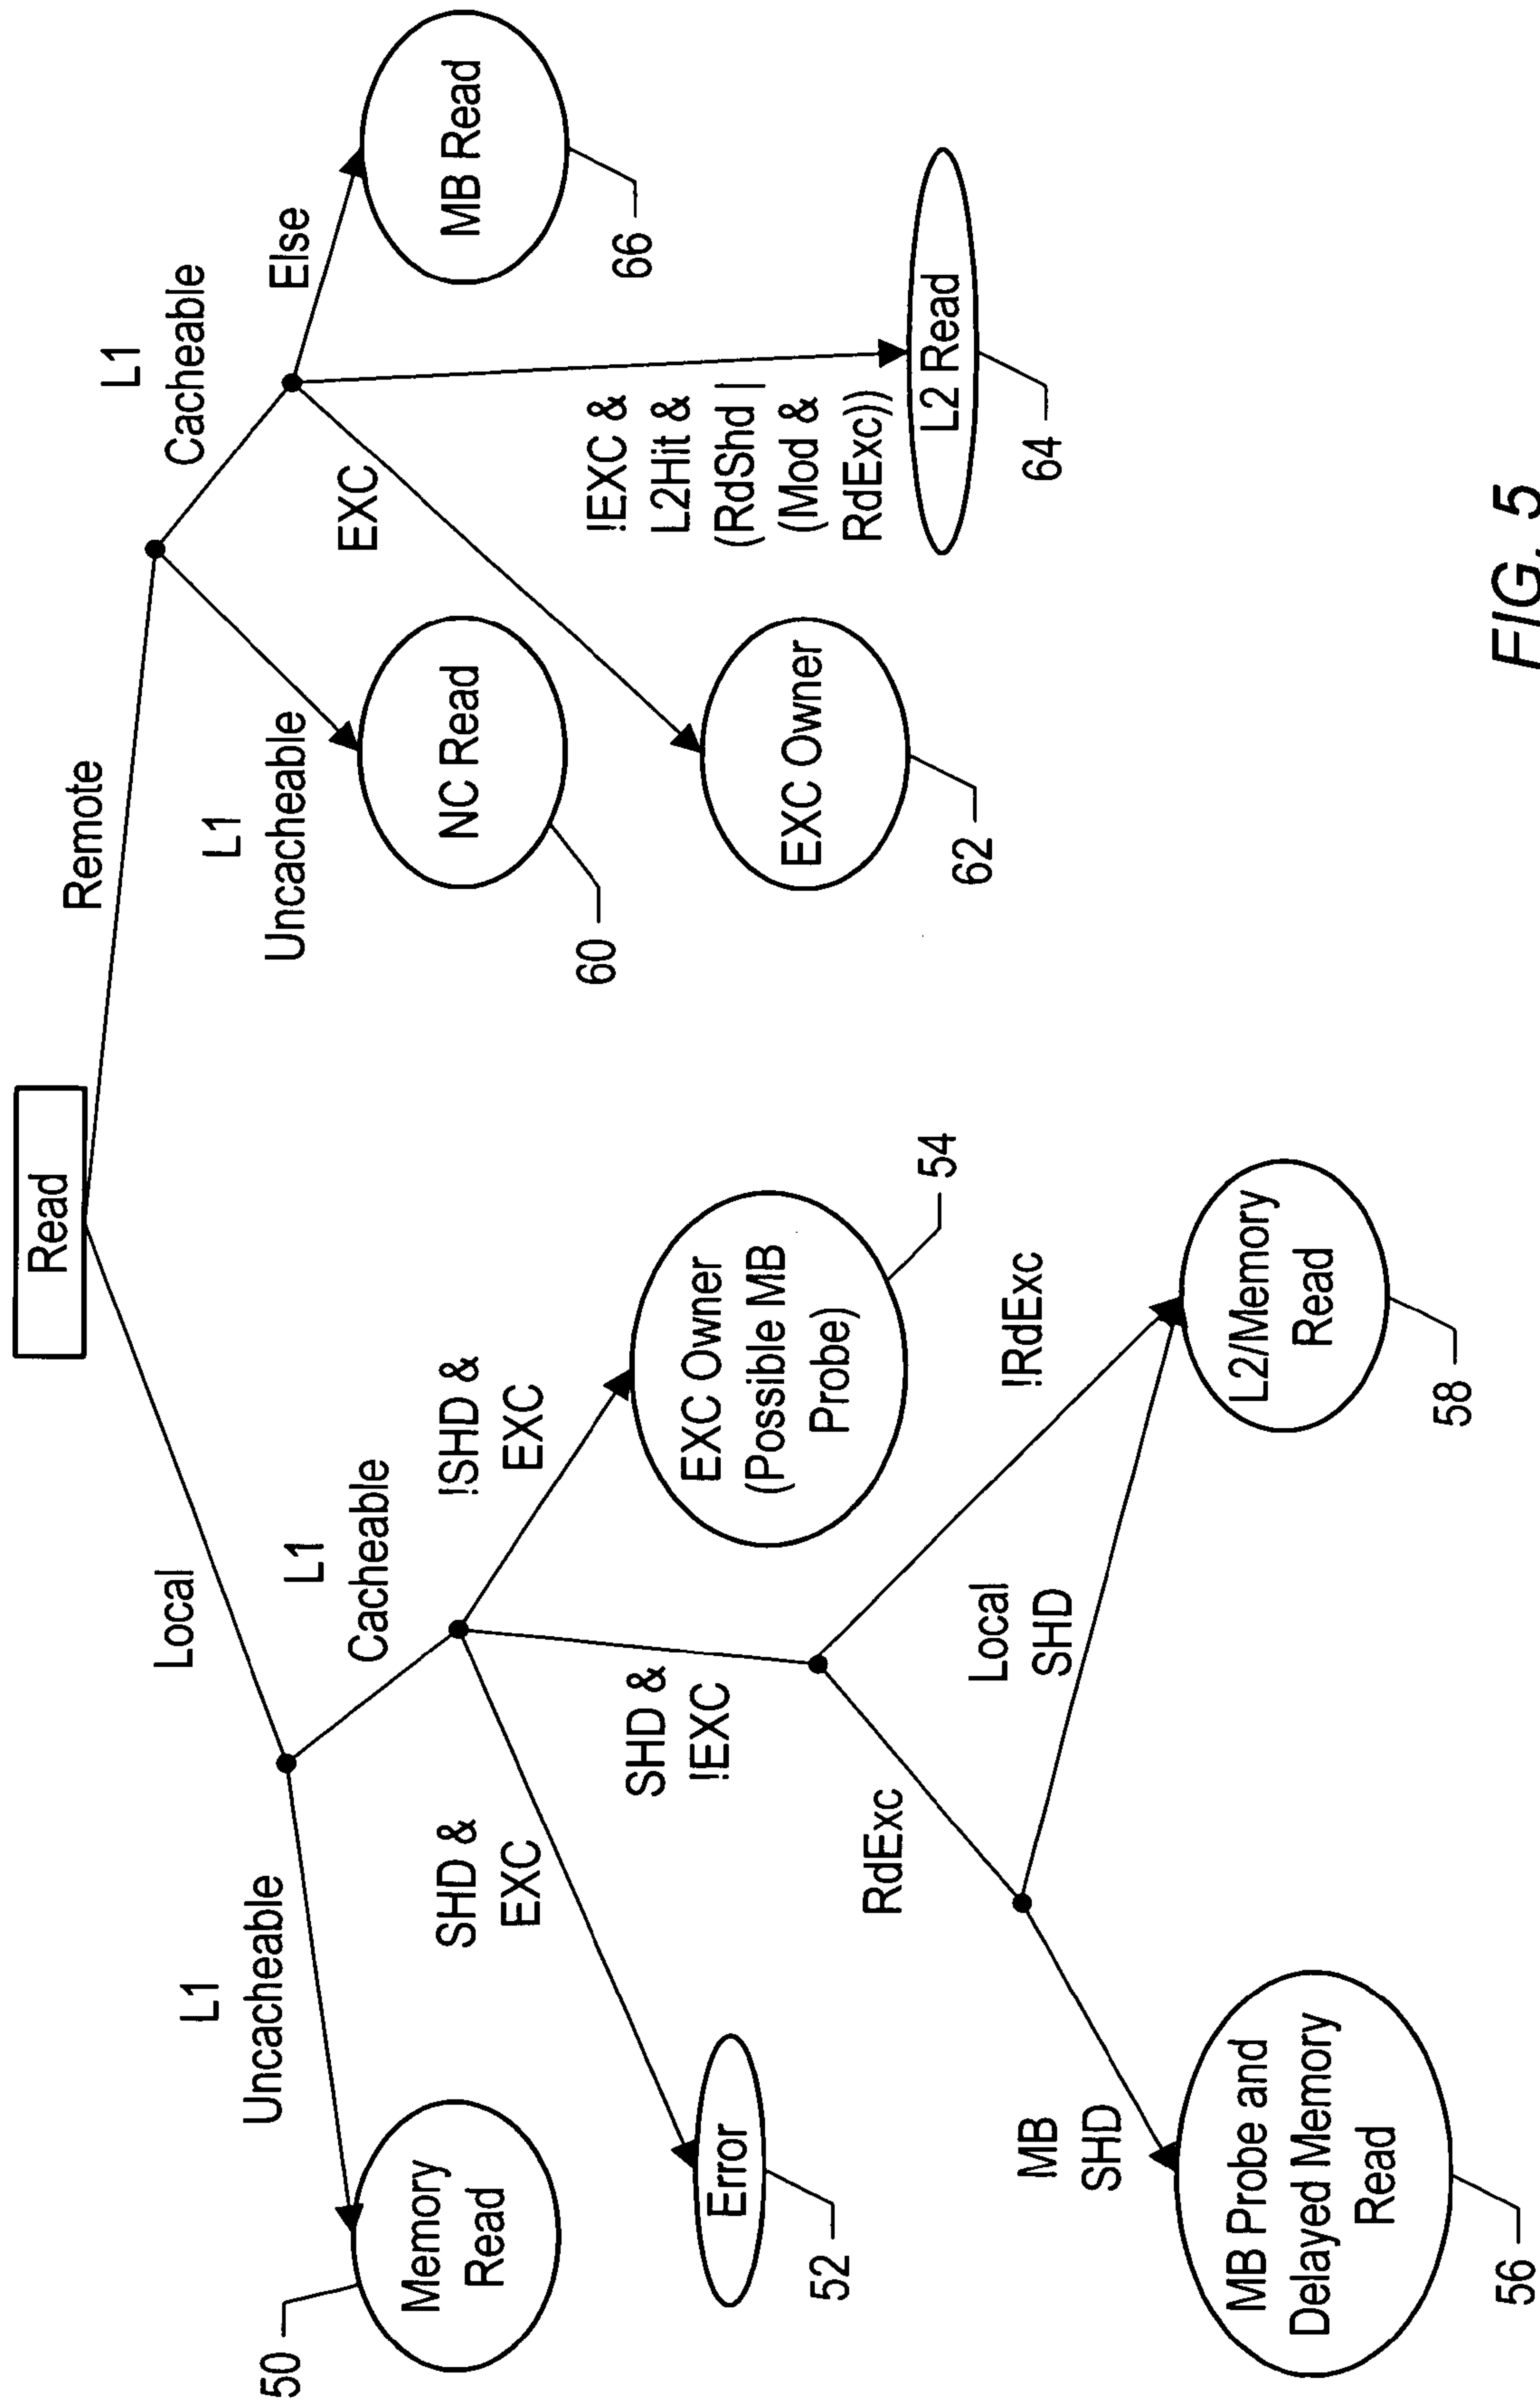 Read
Local
Remote
L1
Uncacheable
L1
Cacheable
L1
Uncacheable
L1
Cacheable
50
Memory
Read
SHD &
EXC
!SHD &
EXC
SHD &
!EXC
Error
52
EXC Owner
(Possible MB
Probe)
54
RdExc
!RdExc
MB
SHD
Local
SHD
MB Probe and
Delayed Memory
Read
56
L2/Memory
Read
58
NC Read
60
EXC
EXC Owner
62
!EXC &
L2Hit &
(RdShd |
(Mod &
RdExc))
L2 Read
64
Else
MB Read
66
FIG. 5